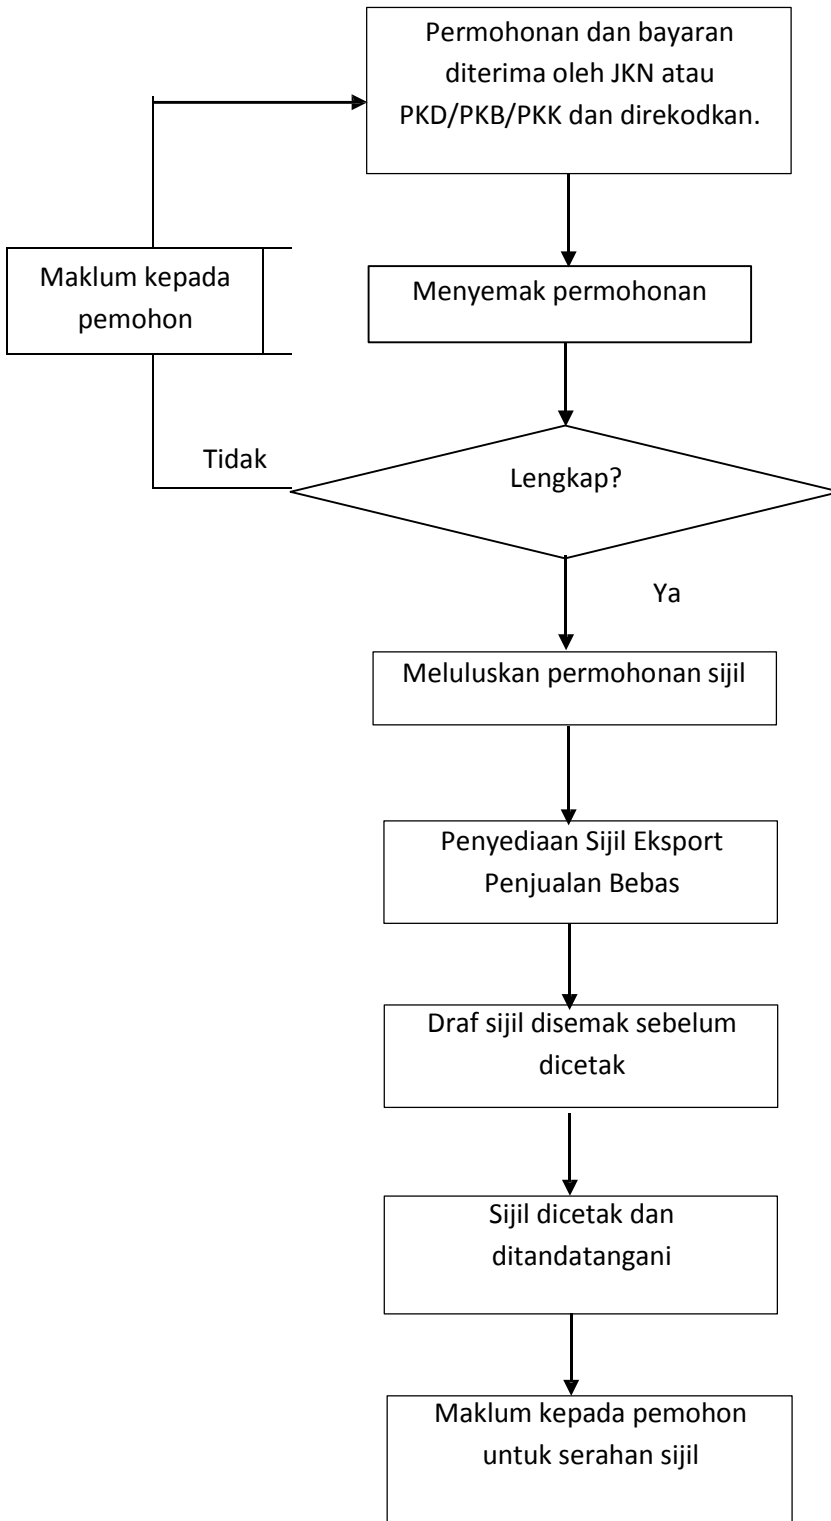 Permohonan dan bayaran
diterima oleh JKN atau
PKD/PKB/PKK dan direkodkan.
Maklum kepada
pemohon
Menyemak permohonan
Tidak
Lengkap?
Ya
Meluluskan permohonan sijil
Penyediaan Sijil Eksport
Penjualan Bebas
Draf sijil disemak sebelum
dicetak
Sijil dicetak dan
ditandatangani
Maklum kepada pemohon
untuk serahan sijil